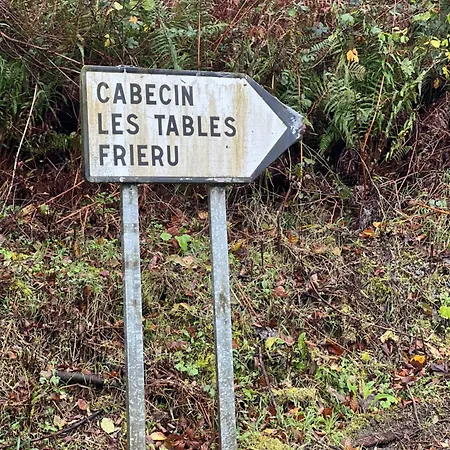 CABECIN
LES TABLES
FRIERU